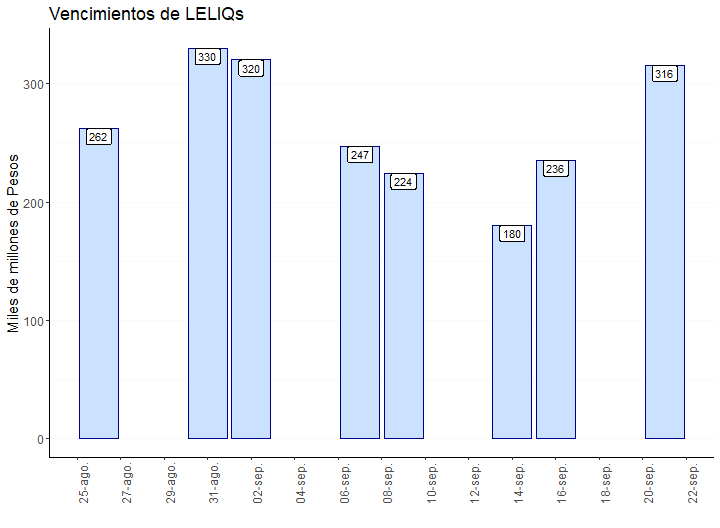 Vencimientos de LELIQs
Miles de millones de Pesos
300
200
100
0
262
330
320
247
224
180
236
316
25-ago.
27-ago.
29-ago.
31-ago.
02-sep.
04-sep.
06-sep.
08-sep.
10-sep.
12-sep.
14-sep.
16-sep.
18-sep.
20-sep.
22-sep.